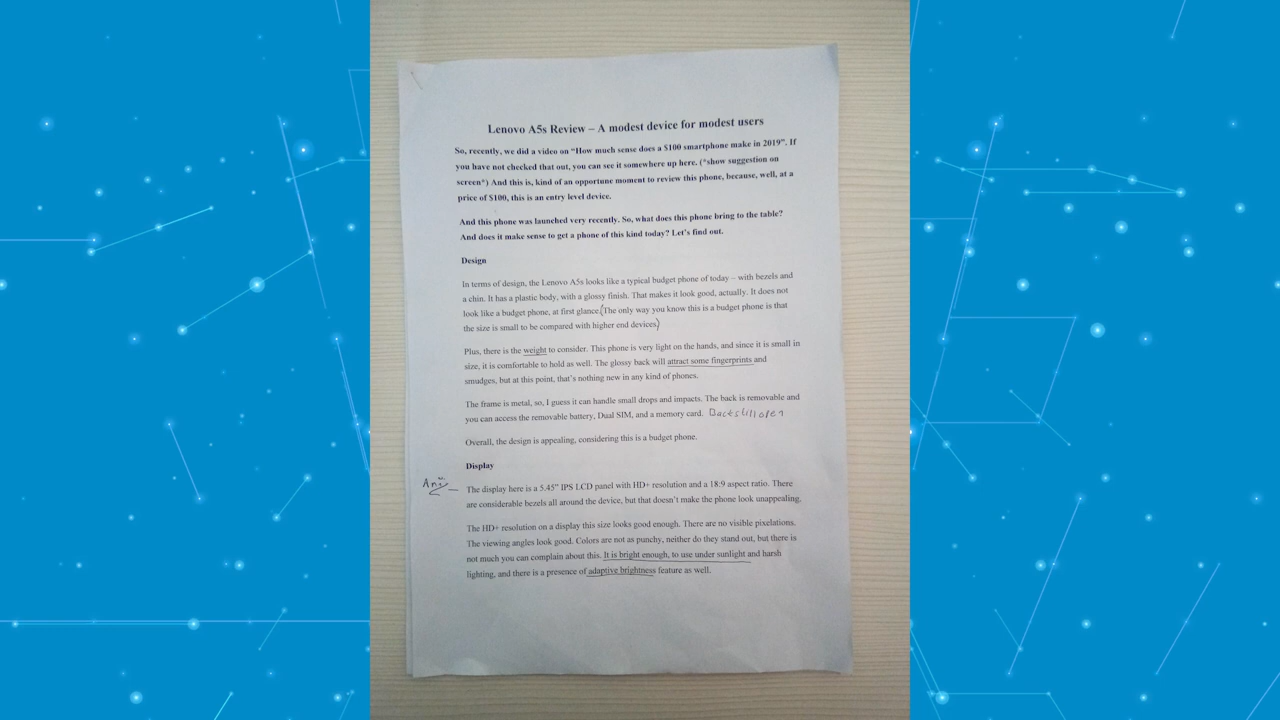 Lenovo A5s Review – A modest device for modest users
So, recently, we did a video on “How much sense does a $100 smartphone make in 2019”. If
you have not checked that out, you can see it somewhere up here. (*show suggestion on
screen*) And this is, kind of an opportune moment to review this phone, because, well, at a
price of $100, this is an entry level device.
And this phone was launched very recently. So, what does this phone bring to the table?
And does it make sense to get a phone of this kind today? Let's find out.
Design
In terms of design, the Lenovo A5s looks like a typical budget phone of today – with bezels and
a chin. It has a plastic body, with a glossy finish. That makes it look good, actually. It does not
look like a budget phone, at first glance.(The only way you know this is a budget phone is that
the size is small to be compared with higher end devices)
Plus, there is the weight to consider. This phone is very light on the hands, and since it is small in
size, it is comfortable to hold as well. The glossy back will attract some fingerprints and
smudges, but at this point, that's nothing new in any kind of phones.
The frame is metal, so, I guess it can handle small drops and impacts. The back is removable and
you can access the removable battery, Dual SIM, and a memory card.
Overall, the design is appealing, considering this is a budget phone.
Display
The display here is a 5.45” IPS LCD panel with HD+ resolution and a 18:9 aspect ratio. There
are considerable bezels all around the device, but that doesn't make the phone look unappealing.
The HD+ resolution on a display this size looks good enough. There are no visible pixelations.
The viewing angles look good. Colors are not as punchy, neither do they stand out, but there is
not much you can complain about this. It is bright enough, to use under sunlight and harsh
lighting, and there is a presence of adaptive brightness feature as well.